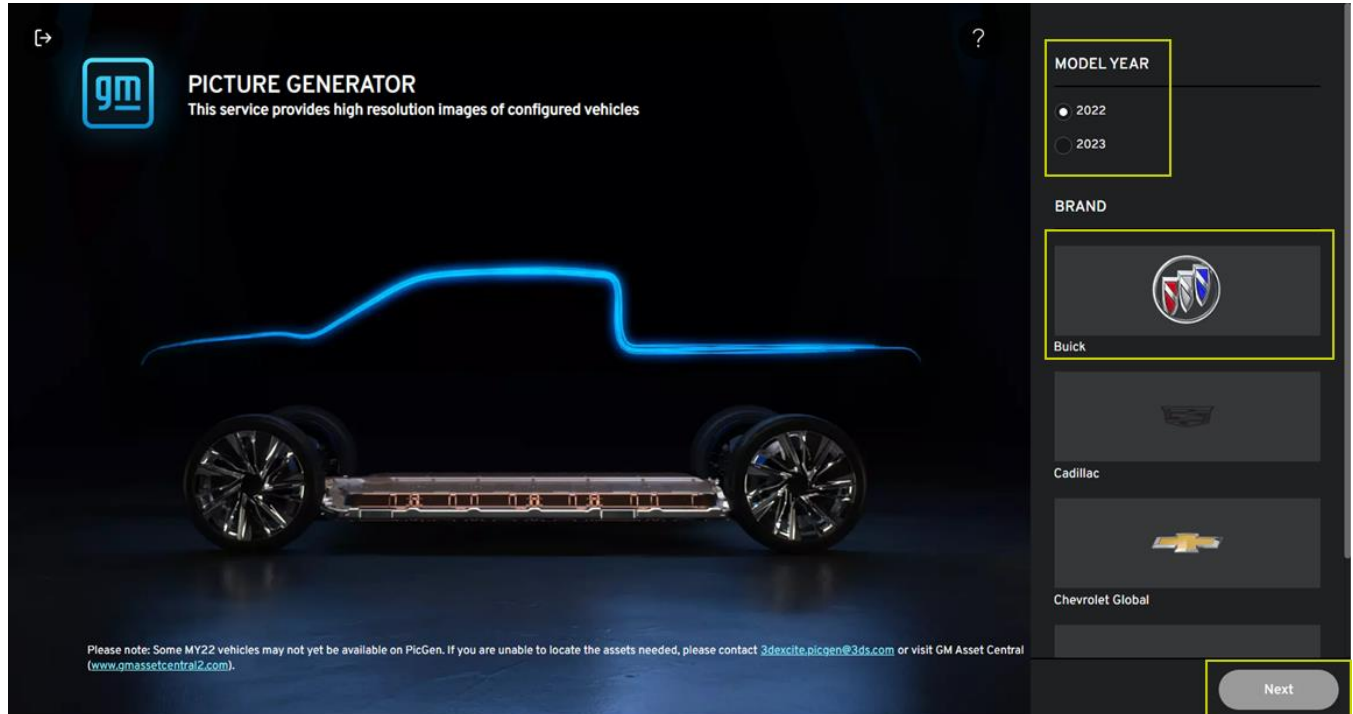 gm
PICTURE GENERATOR
This service provides high resolution images of configured vehicles
?
MODEL YEAR
2022
2023
BRAND
Buick
Cadillac
Chevrolet Global
Please note: Some MY22 vehicles may not yet be available on PicGen. If you are unable to locate the assets needed, please contact 3dexcite.picgen@3ds.com or visit GM Asset Central
(www.gmassetcentral2.com).
Next